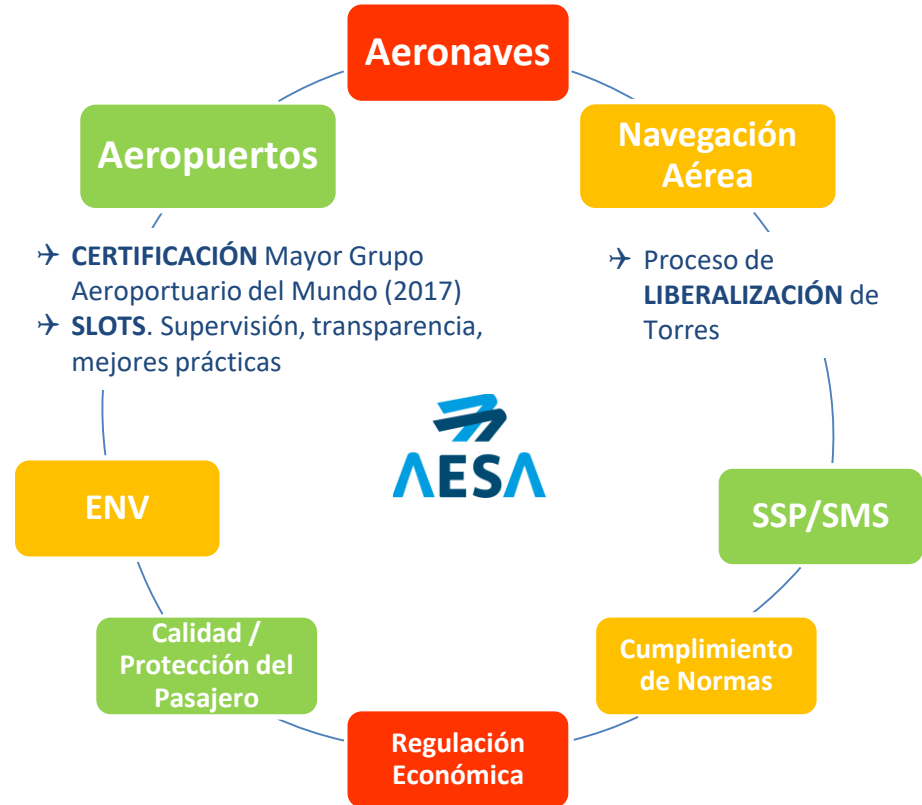 Aeronaves
Aeropuertos
Navegación
Aérea
✈ CERTIFICACIÓN Mayor Grupo
Aeroportuario del Mundo (2017)
✈ SLOTS. Supervisión, transparencia,
mejores prácticas
✈ Proceso de
LIBERALIZACIÓN de
Torres
AESA
ENV
SSP/SMS
Calidad /
Protección del
Pasajero
Cumplimiento
de Normas
Regulación
Económica